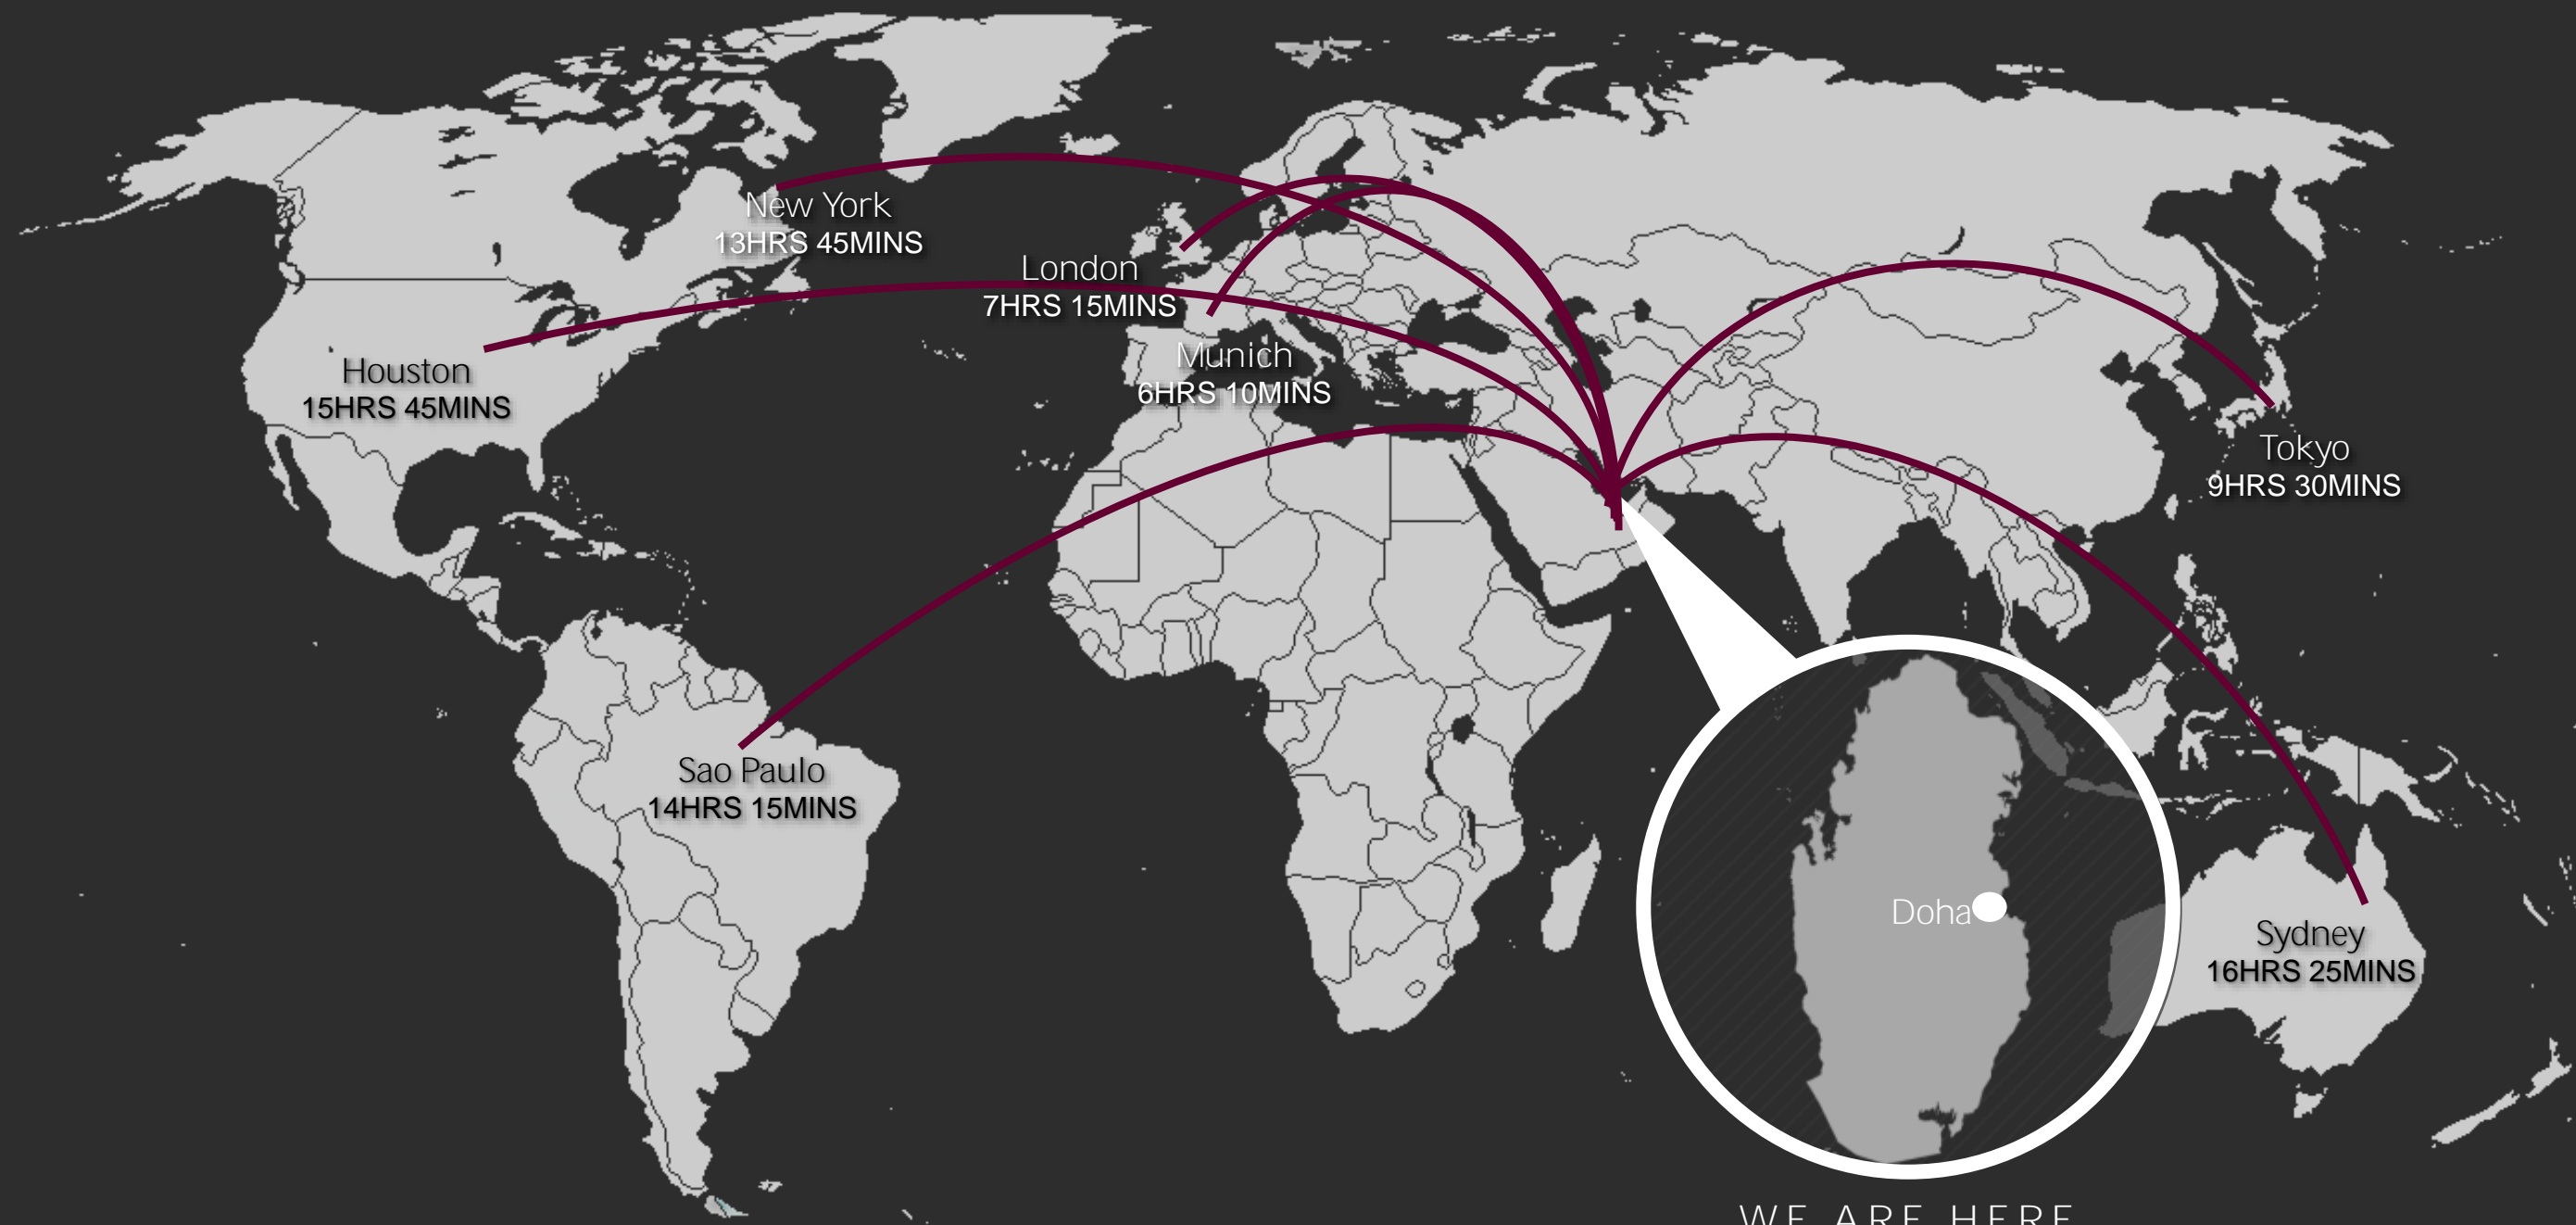 New York
13HRS 45MINS
London
7HRS 15MINS
Munich
6HRS 10MINS
Houston
15HRS 45MINS
Tokyo
9HRS 30MINS
Sao Paulo
14HRS 15MINS
Doha
Sydney
16HRS 25MINS
WE ARE HERE